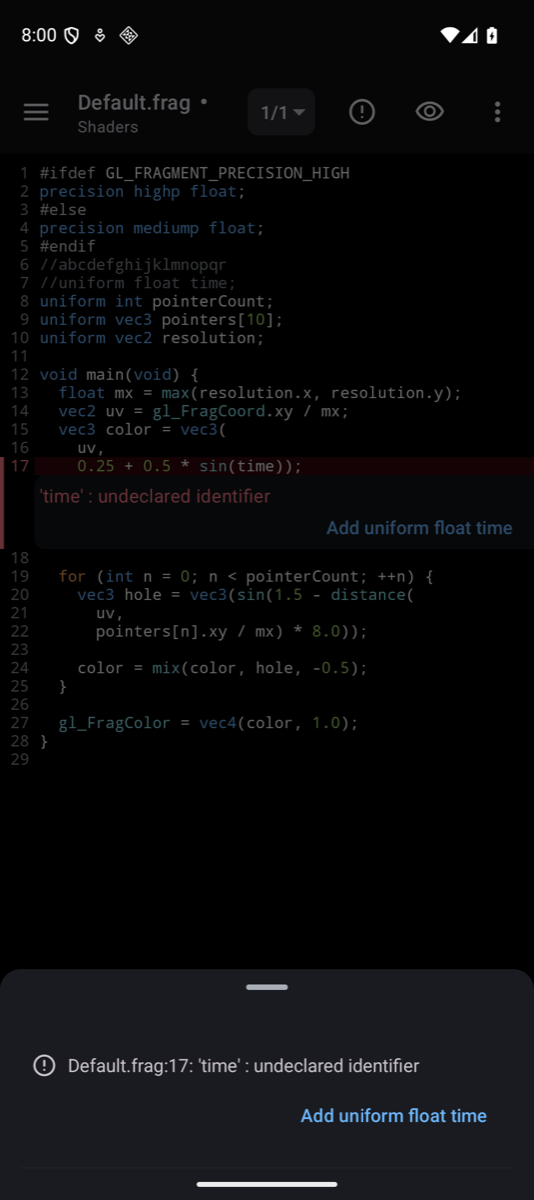 8:00
Default.frag •
Shaders
1/1
1 #ifdef GL_FRAGMENT_PRECISION_HIGH
2 precision highp float;
3 #else
4 precision mediump float;
5 #endif
6 //abcdefghijklmnopqr
7 //uniform float time;
8 uniform int pointerCount;
9 uniform vec3 pointers[10];
10 uniform vec2 resolution;
11
12 void main(void) {
13   float mx = max(resolution.x, resolution.y);
14   vec2 uv = gl_FragCoord.xy / mx;
15   vec3 color = vec3(
16     uv,
17     0.25 + 0.5 * sin(time));
'time' : undeclared identifier
Add uniform float time
18
19   for (int n = 0; n < pointerCount; ++n) {
20     vec3 hole = vec3(sin(1.5 - distance(
21       uv,
22       pointers[n].xy / mx) * 8.0));
23
24     color = mix(color, hole, -0.5);
25   }
26
27   gl_FragColor = vec4(color, 1.0);
28 }
29
Default.frag:17: 'time' : undeclared identifier
Add uniform float time